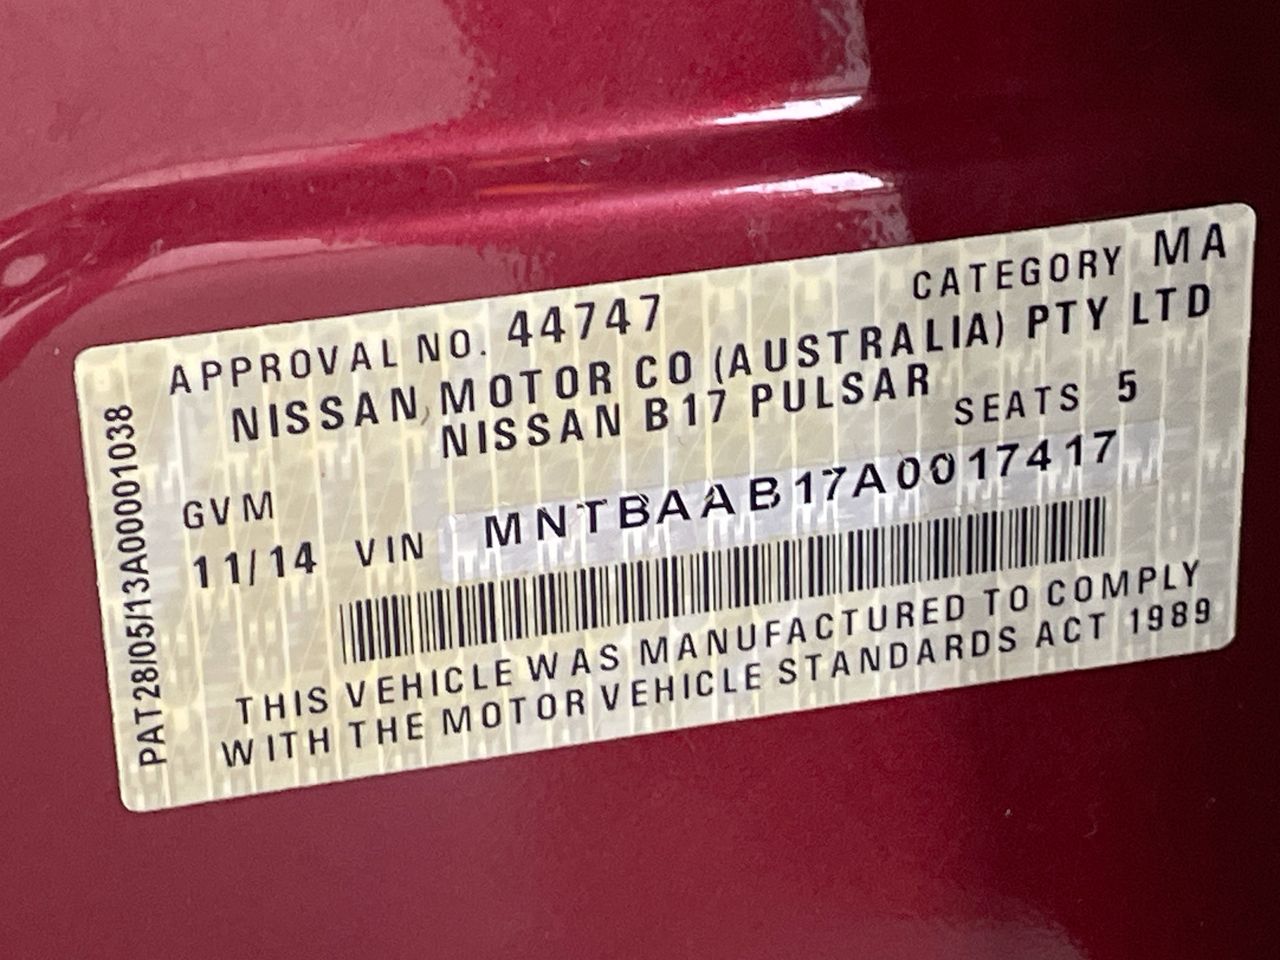 APPROVAL NO. 44747 CATEGORY MA
NISSAN MOTOR CO (AUSTRALIA) PTY LTD
NISSAN B17 PULSAR
SEATS 5
GVM
11/14 VIN MNTBAAB17A0017417
THIS VEHICLE WAS MANUFACTURED TO COMPLY
WITH THE MOTOR VEHICLE STANDARDS ACT 1989
PAT28/05/13A00001038